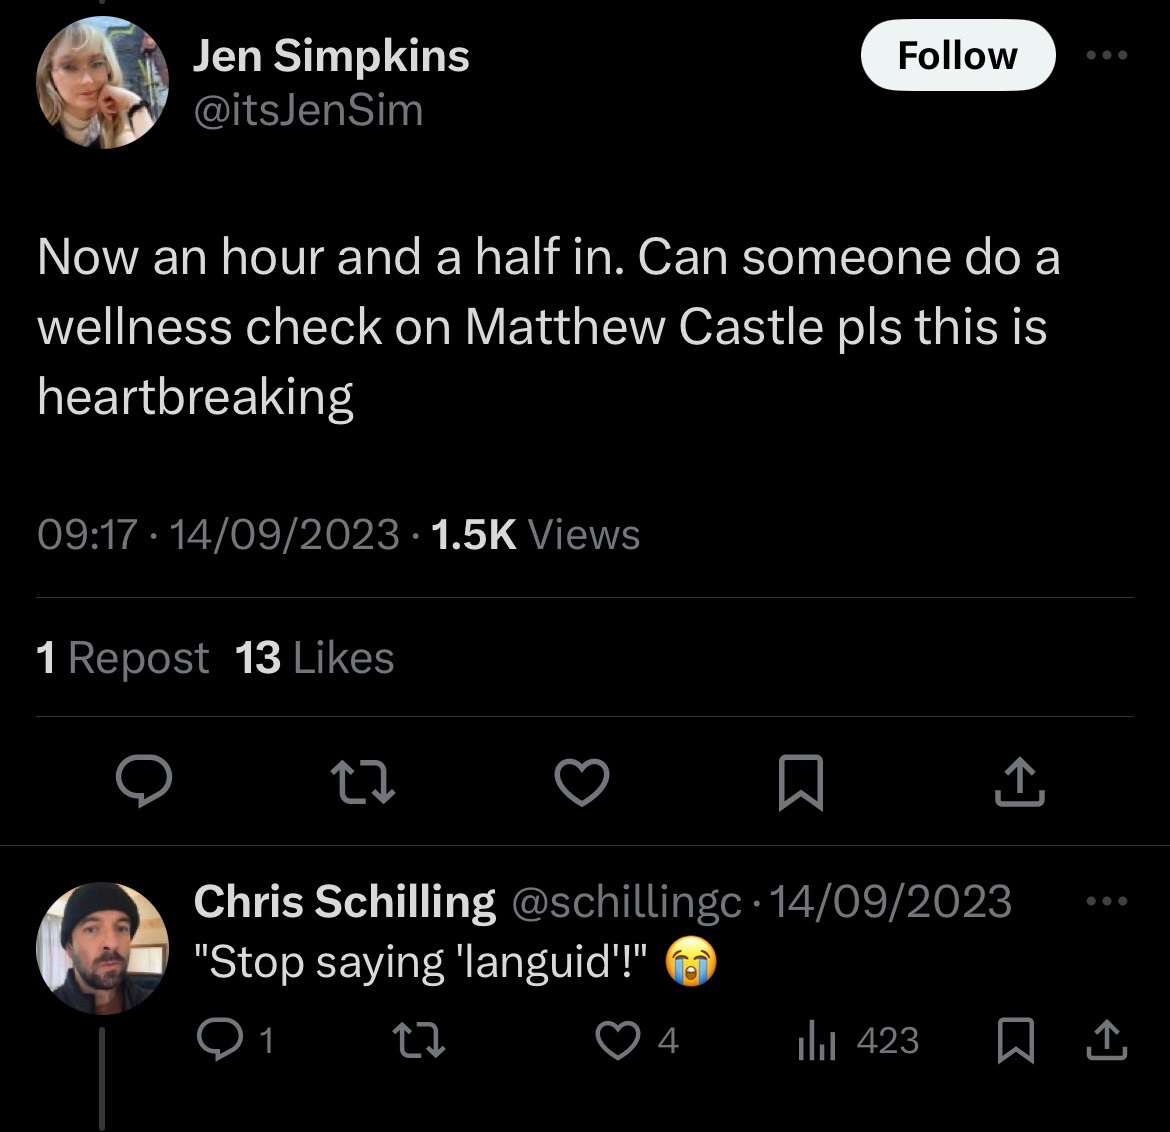 Jen Simpkins
Follow
@itsJenSim
Now an hour and a half in. Can someone do a
wellness check on Matthew Castle pls this is
heartbreaking
09:17 · 14/09/2023 · 1.5K Views
1 Repost 13 Likes
Chris Schilling @schillingc · 14/09/2023
"Stop saying 'languid'!" 😭
1 4 423